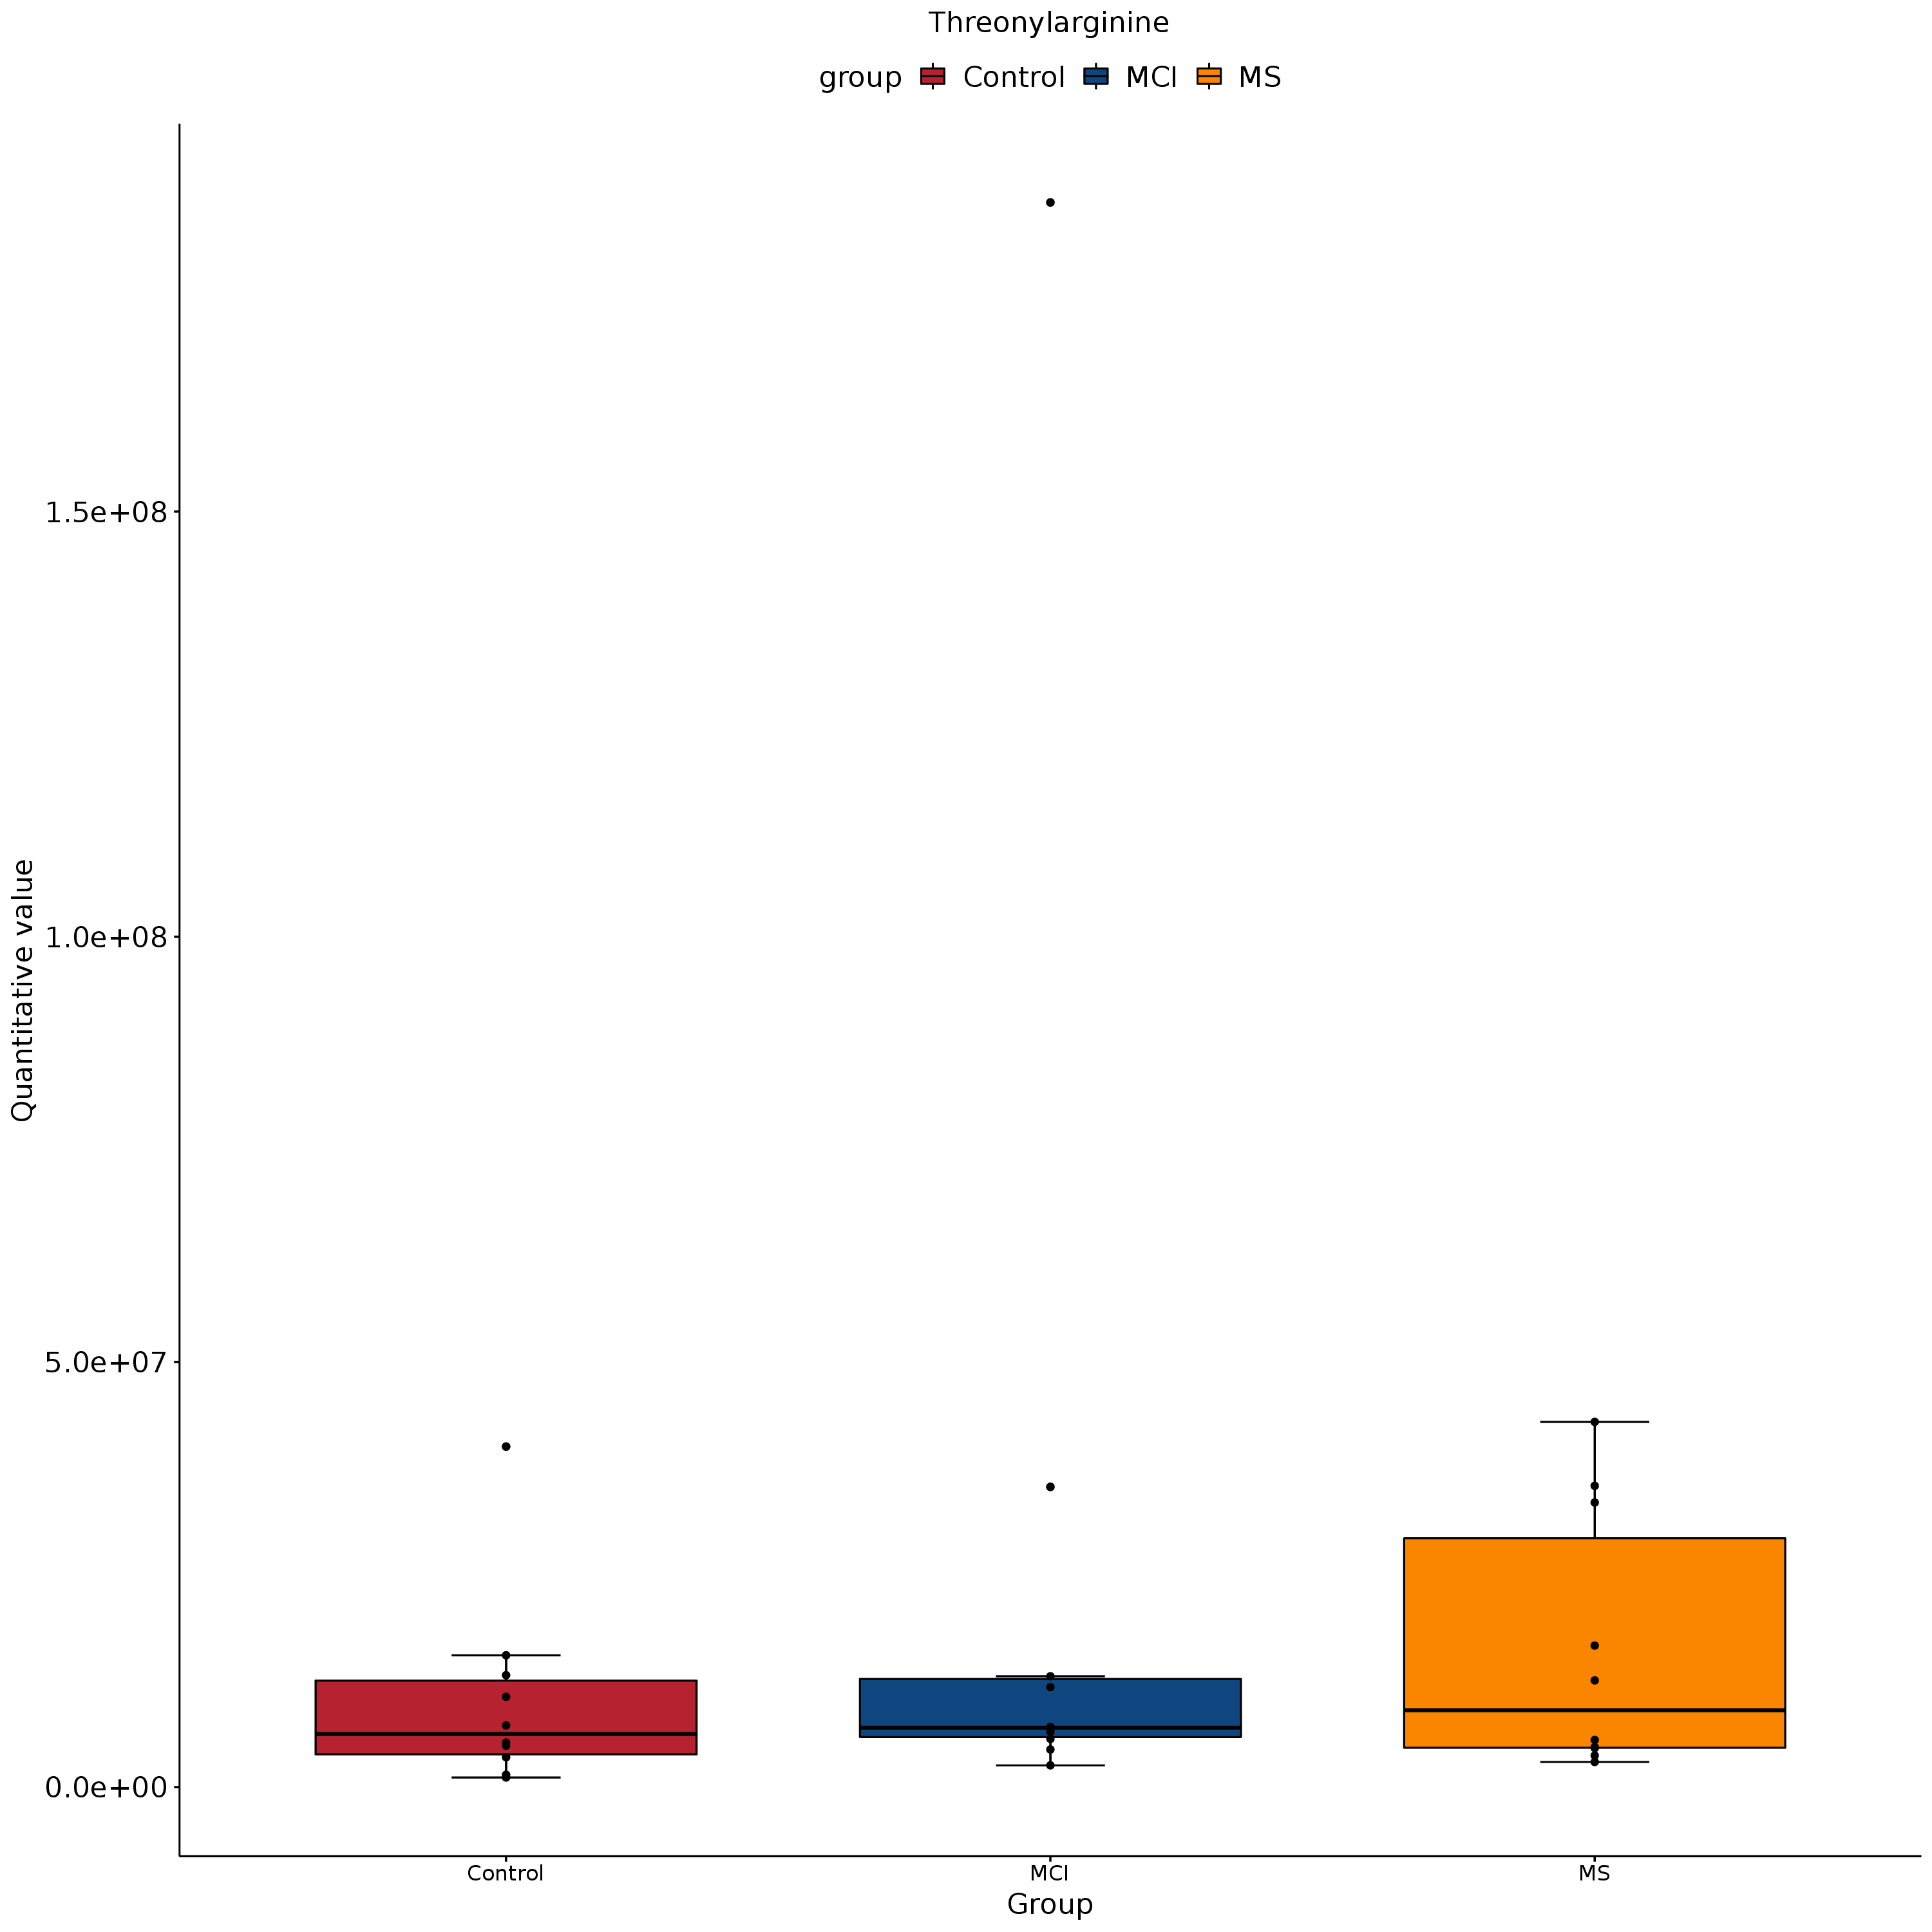 Threonylarginine
group Control MCI MS
Quantitative value
1.5e+08
1.0e+08
5.0e+07
0.0e+00
Control MCI MS
Group